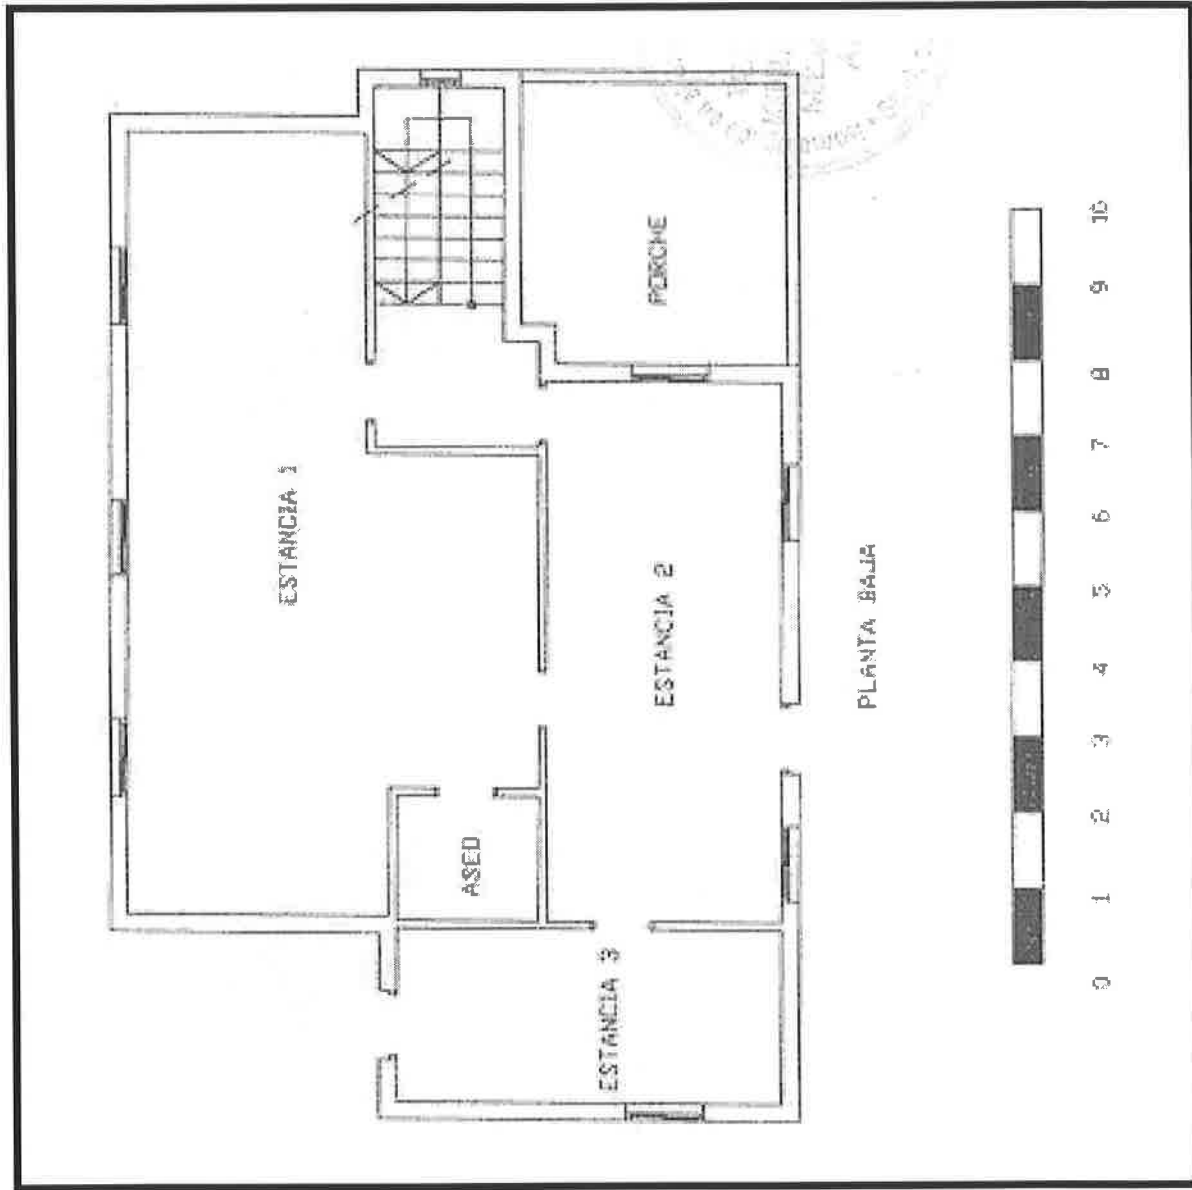 ESTANCIA 1
ASEO
ESTANCIA 2
PORCHE
ESTANCIA 3
PLANTA BAJA
0 1 2 3 4 5 6 7 8 9 10